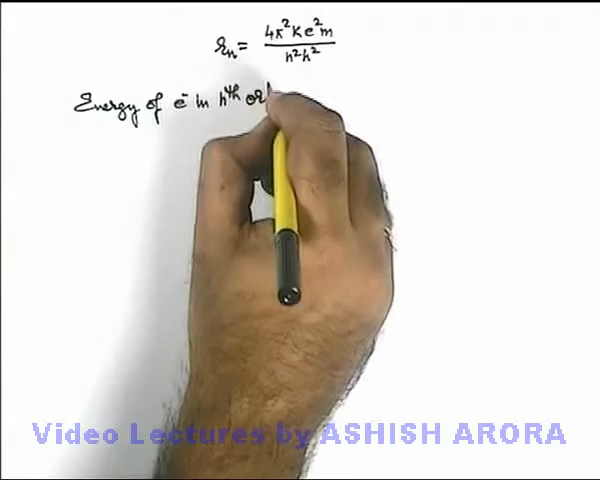 rₙ = 4π²Ke²m / n²h²
Energy of e⁻ in nᵗʰ or
Video Lectures by ASHISH ARORA